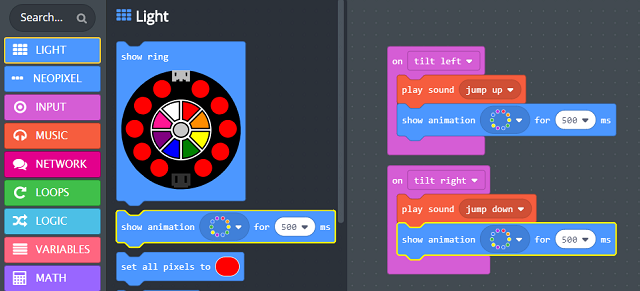 Search...
LIGHT
NEOPIXEL
INPUT
MUSIC
NETWORK
LOOPS
LOGIC
VARIABLES
MATH
Light
show ring
show animation for 500 ms
set all pixels to
on tilt left
play sound jump up
show animation for 500 ms
on tilt right
play sound jump down
show animation for 500 ms